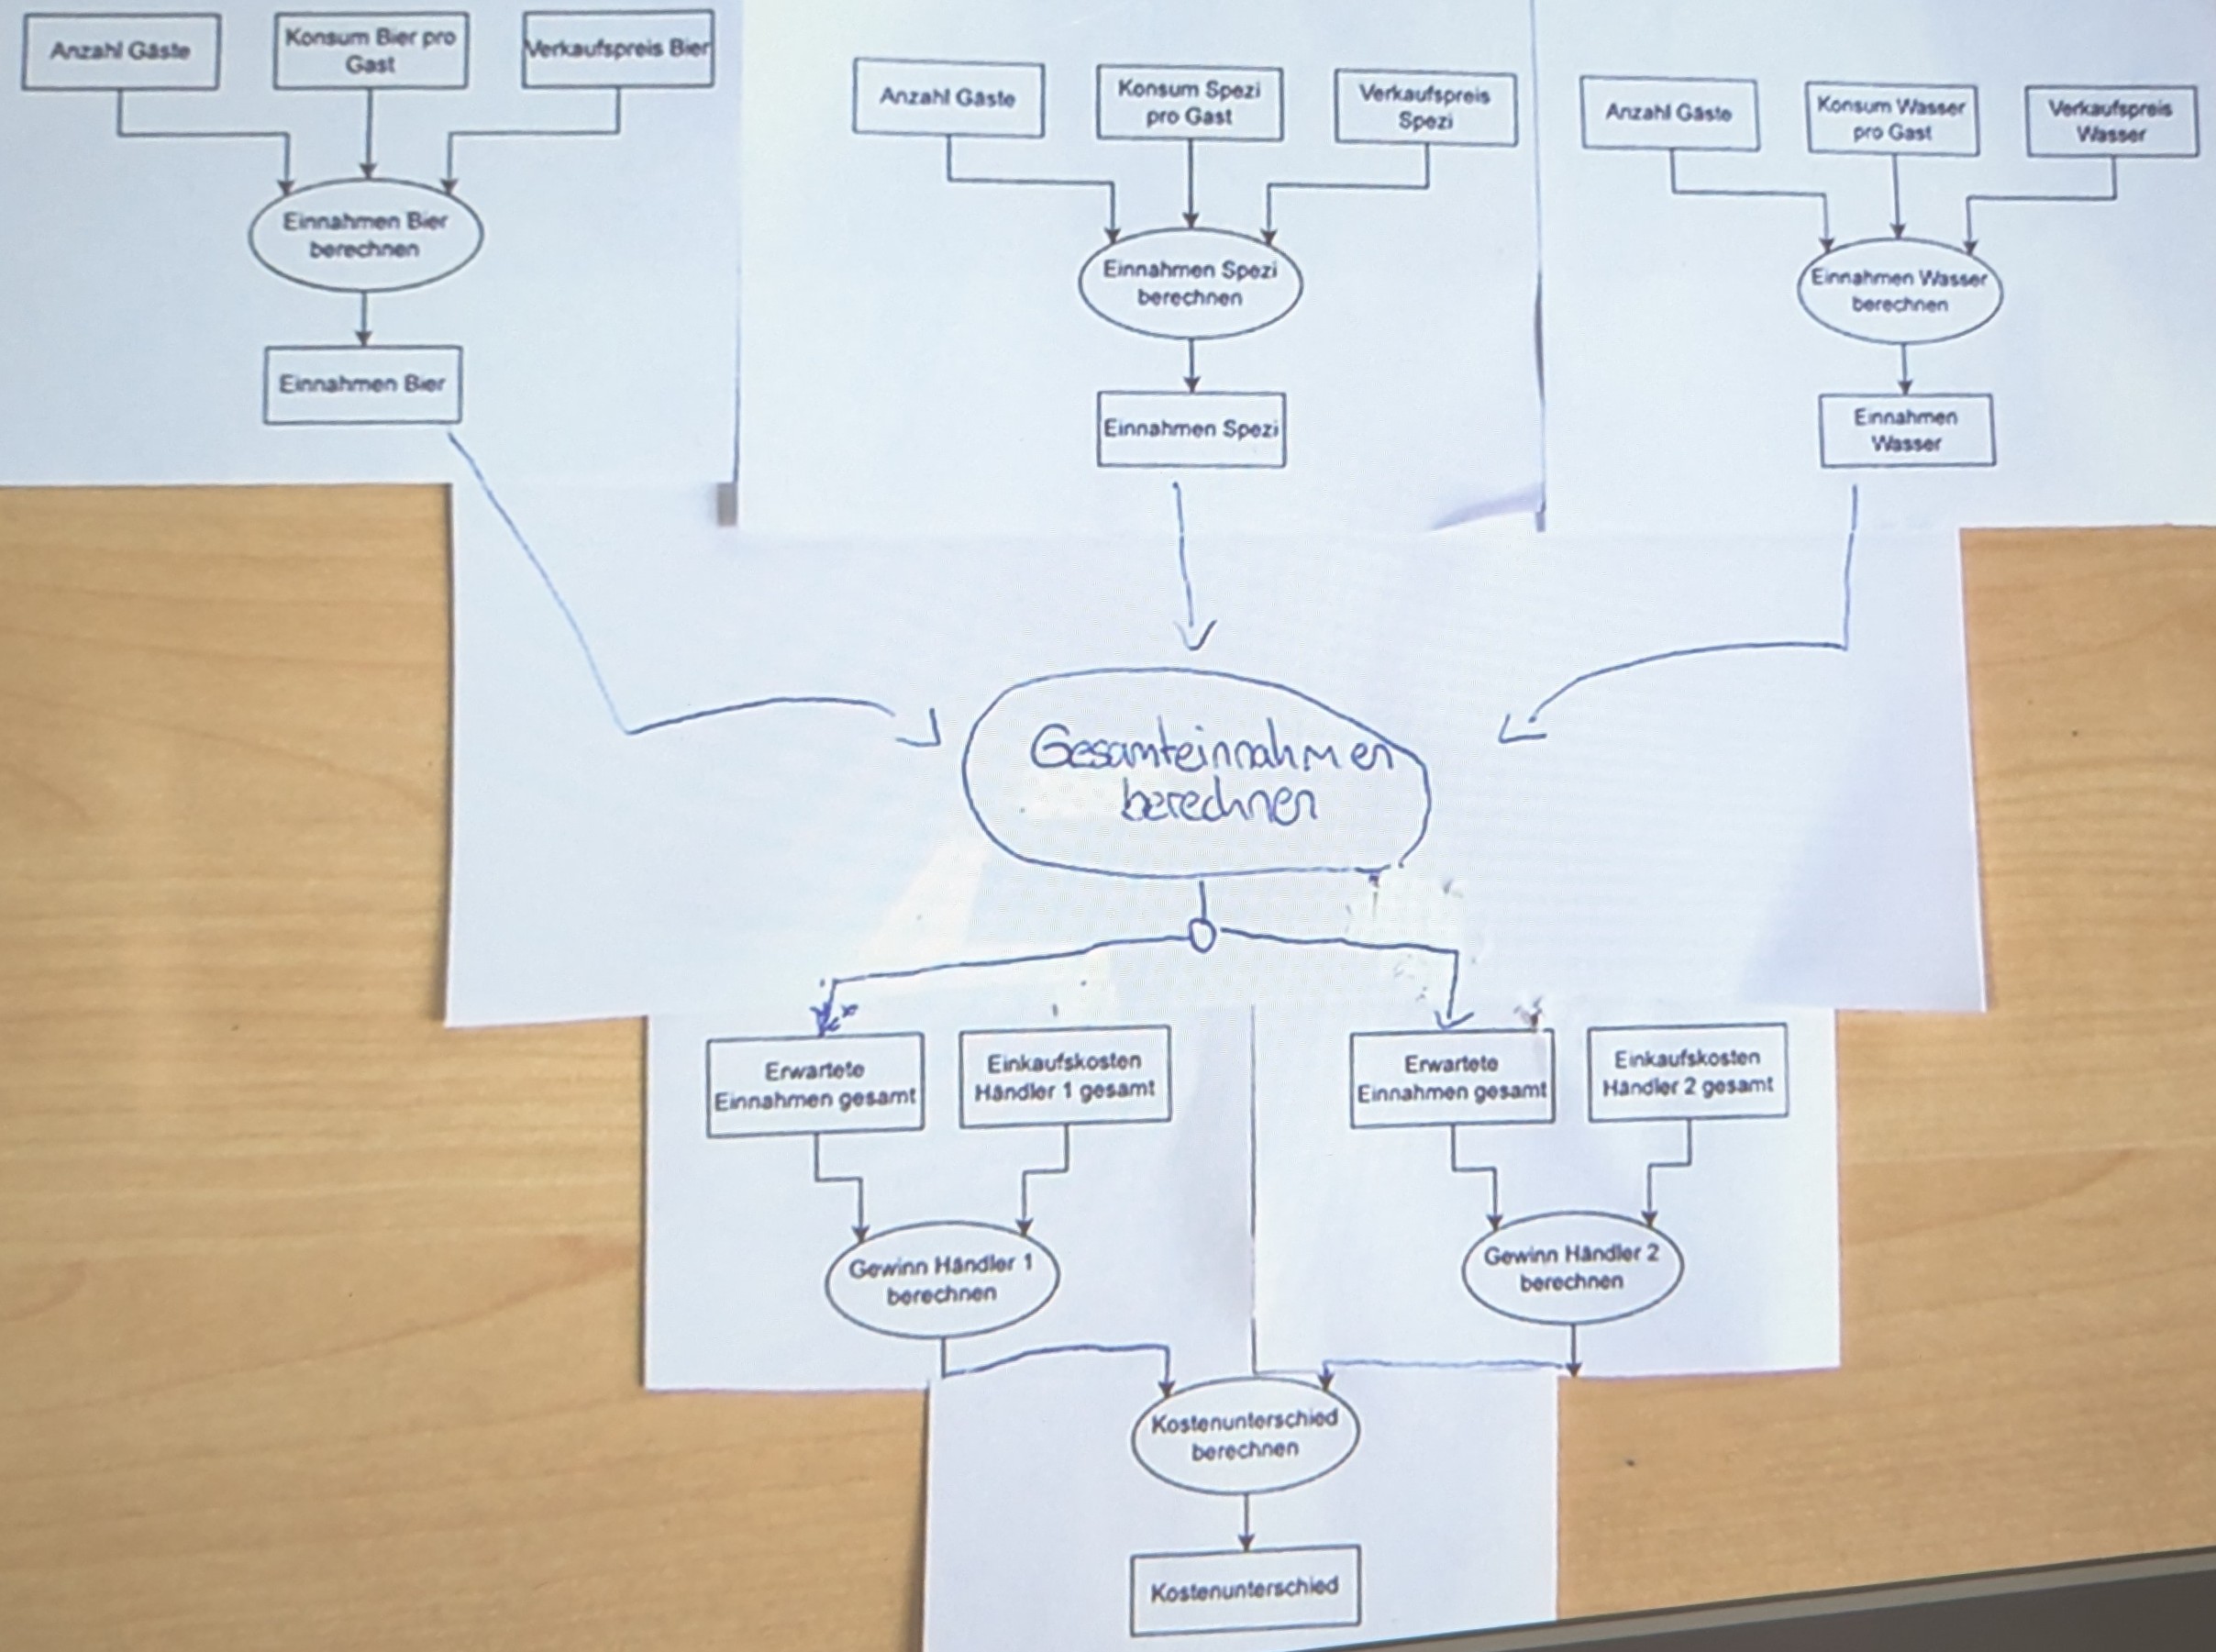 Anzahl Gäste
Konsum Bier pro
Gast
Verkaufspreis Bier
Einnahmen Bier
berechnen
Einnahmen Bier
Anzahl Gäste
Konsum Spezi
pro Gast
Verkaufspreis
Spezi
Einnahmen Spezi
berechnen
Einnahmen Spezi
Anzahl Gäste
Konsum Wasser
pro Gast
Verkaufspreis
Wasser
Einnahmen Wasser
berechnen
Einnahmen
Wasser
Gesamteinnahmen
berechnen
Erwartete
Einnahmen gesamt
Einkaufskosten
Händler 1 gesamt
Gewinn Händler 1
berechnen
Erwartete
Einnahmen gesamt
Einkaufskosten
Händler 2 gesamt
Gewinn Händler 2
berechnen
Kostenunterschied
berechnen
Kostenunterschied